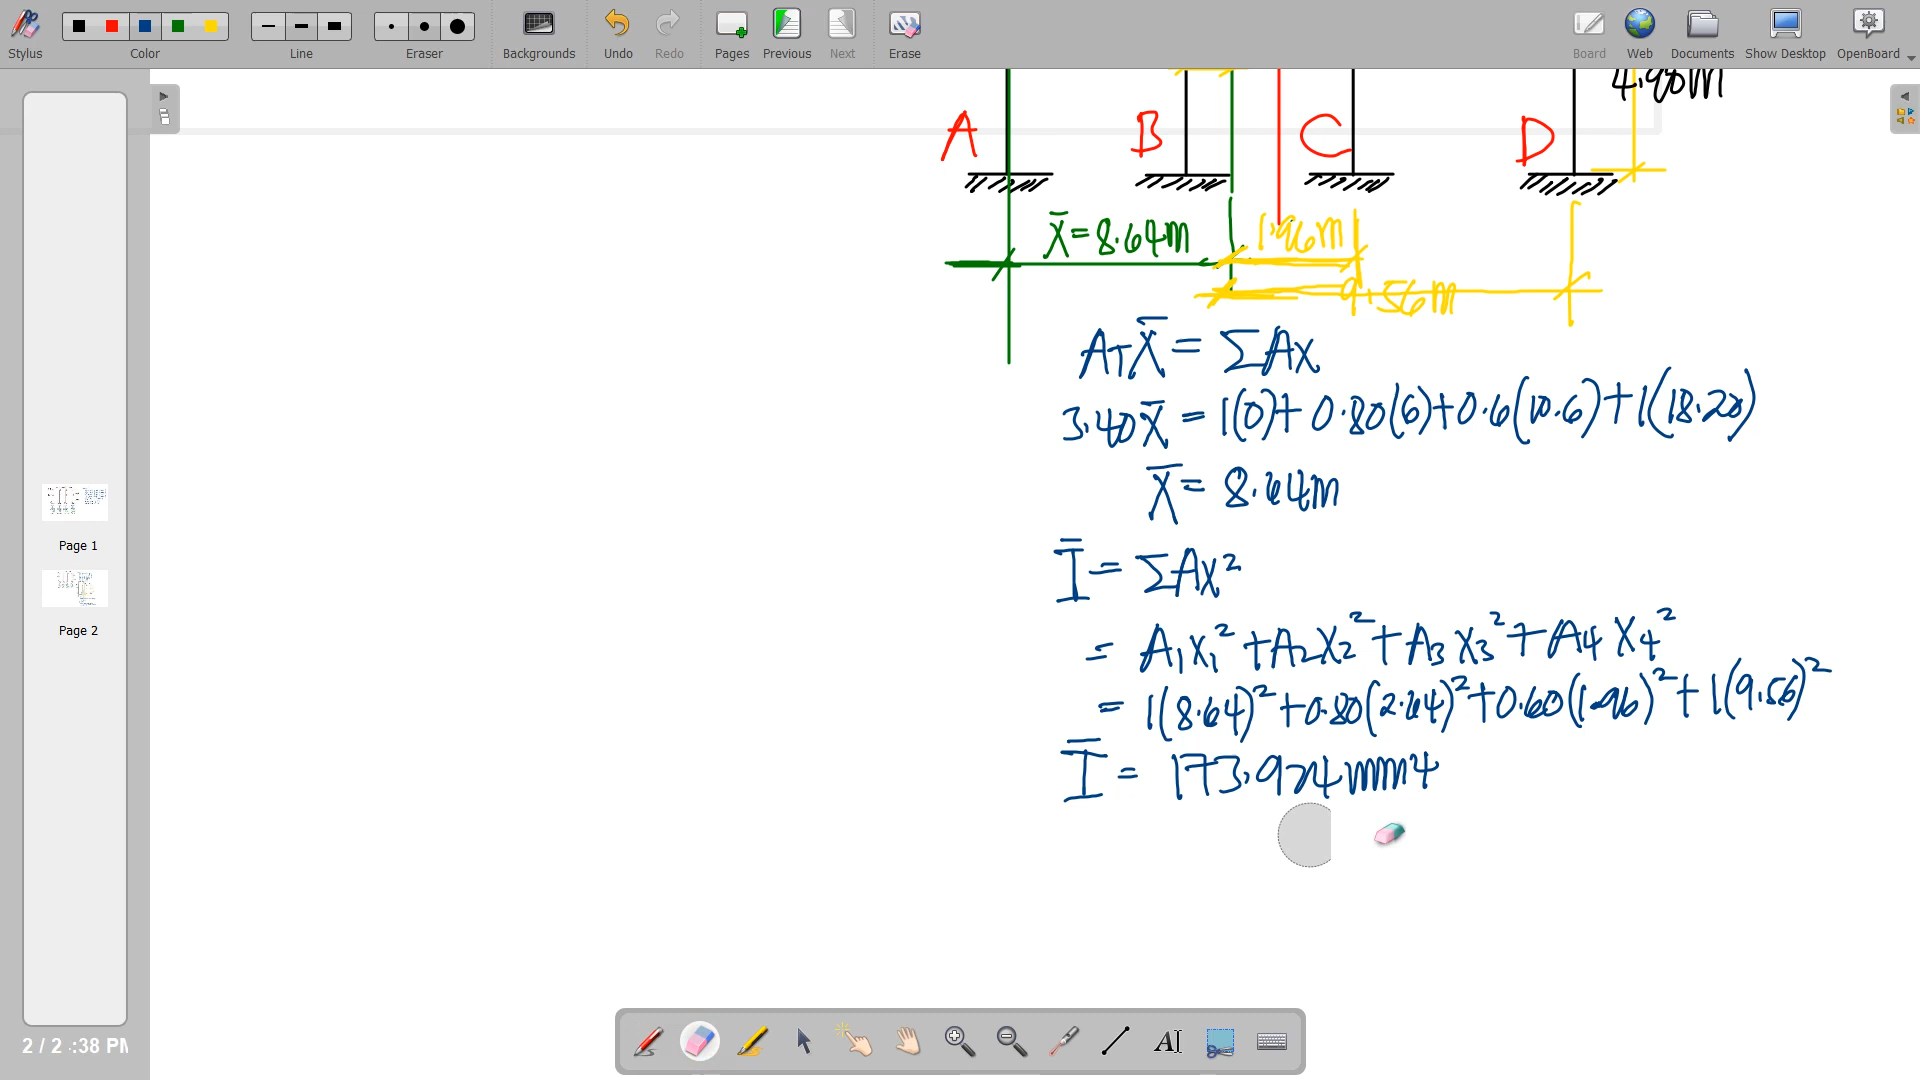 Stylus
Color
Line
Eraser
Backgrounds
Undo
Redo
Pages
Previous
Next
Erase
Board
Web
Documents
Show Desktop
OpenBoard
4.90m
A
B
C
D
X̄=8.64m
1.96m
9.56m
ATX̄ = ΣAx
3.40X̄ = 1(0)+0.80(6)+0.6(10.6)+1(18.20)
X̄= 8.64m
Ī = ΣAx²
= A₁x₁²+A₂x₂²+A₃x₃²+A₄x₄²
= 1(8.64)²+0.80(2.64)²+0.60(1.96)²+1(9.56)²
Ī = 173.924mm4
Page 1
Page 2
2 / 2
:38 PM